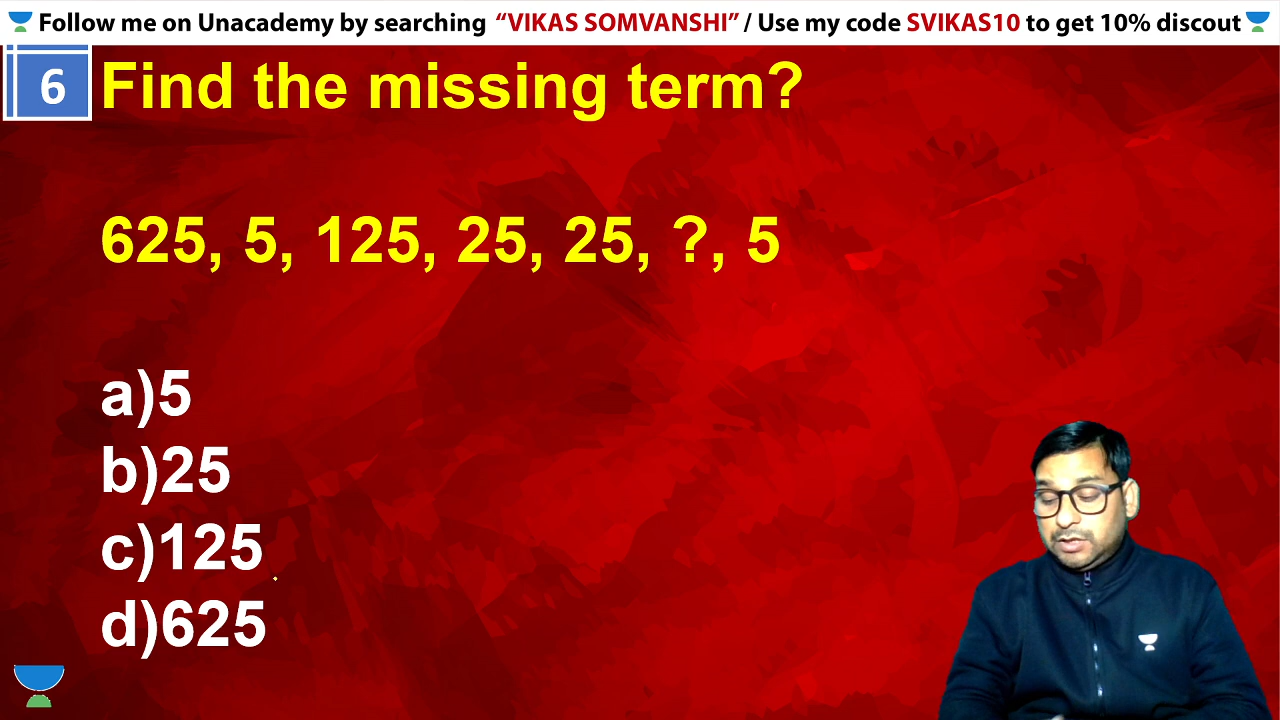 Follow me on Unacademy by searching “VIKAS SOMVANSHI” / Use my code SVIKAS10 to get 10% discout
6 Find the missing term?
625, 5, 125, 25, 25, ?, 5
a)5
b)25
c)125
d)625